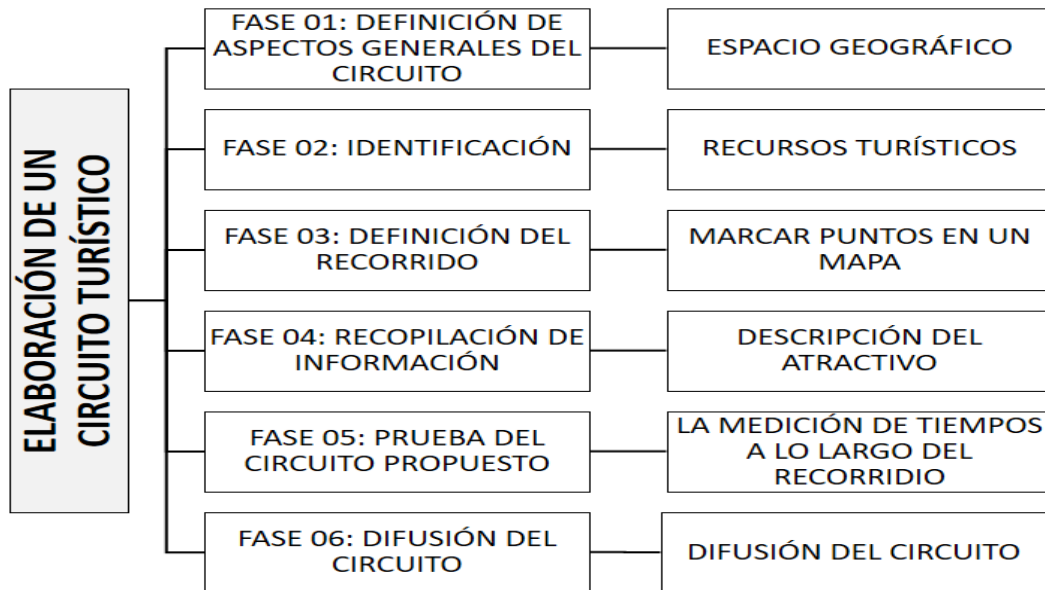 ELABORACIÓN DE UN
CIRCUITO TURÍSTICO
FASE 01: DEFINICIÓN DE
ASPECTOS GENERALES DEL
CIRCUITO
ESPACIO GEOGRÁFICO
FASE 02: IDENTIFICACIÓN
RECURSOS TURÍSTICOS
FASE 03: DEFINICIÓN DEL
RECORRIDO
MARCAR PUNTOS EN UN
MAPA
FASE 04: RECOPILACIÓN DE
INFORMACIÓN
DESCRIPCIÓN DEL
ATRACTIVO
FASE 05: PRUEBA DEL
CIRCUITO PROPUESTO
LA MEDICIÓN DE TIEMPOS
A LO LARGO DEL
RECORRIDIO
FASE 06: DIFUSIÓN DEL
CIRCUITO
DIFUSIÓN DEL CIRCUITO